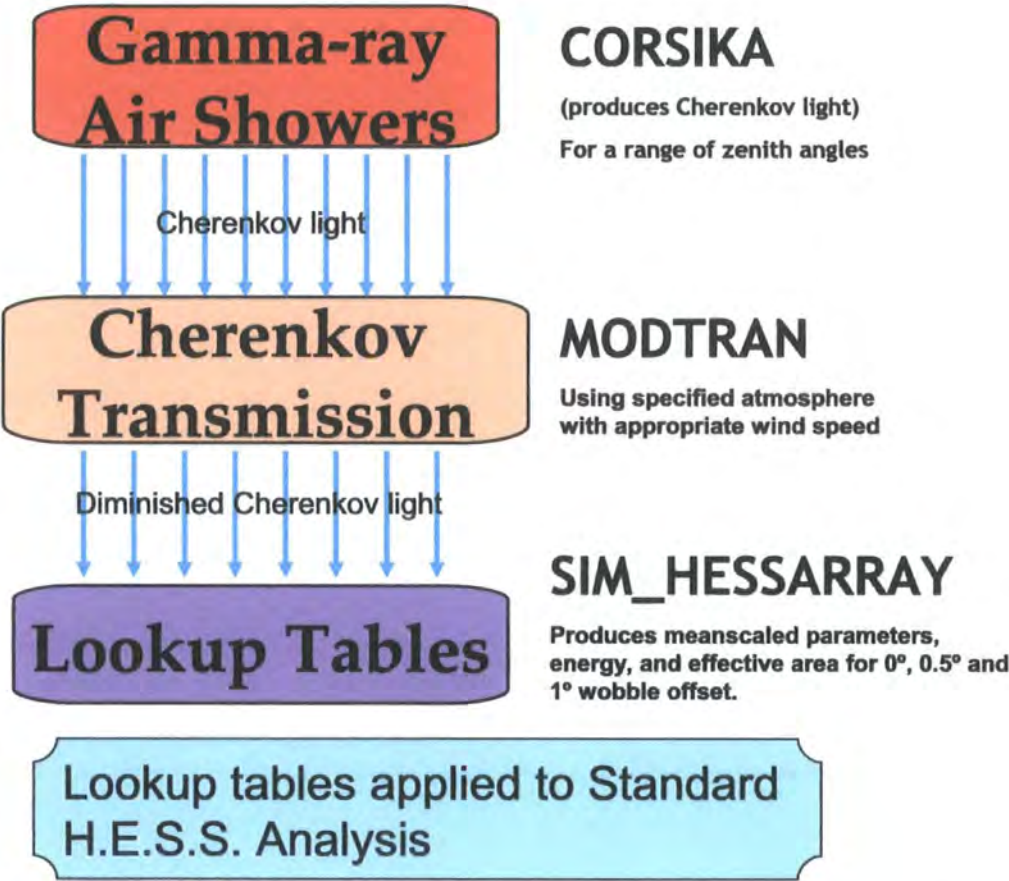 Gamma-ray
Air Showers
CORSIKA
(produces Cherenkov light)
For a range of zenith angles
Cherenkov light
Cherenkov
Transmission
MODTRAN
Using specified atmosphere
with appropriate wind speed
Diminished Cherenkov light
Lookup Tables
SIM_HESSARRAY
Produces meanscaled parameters,
energy, and effective area for 0º, 0.5º and
1º wobble offset.
Lookup tables applied to Standard
H.E.S.S. Analysis